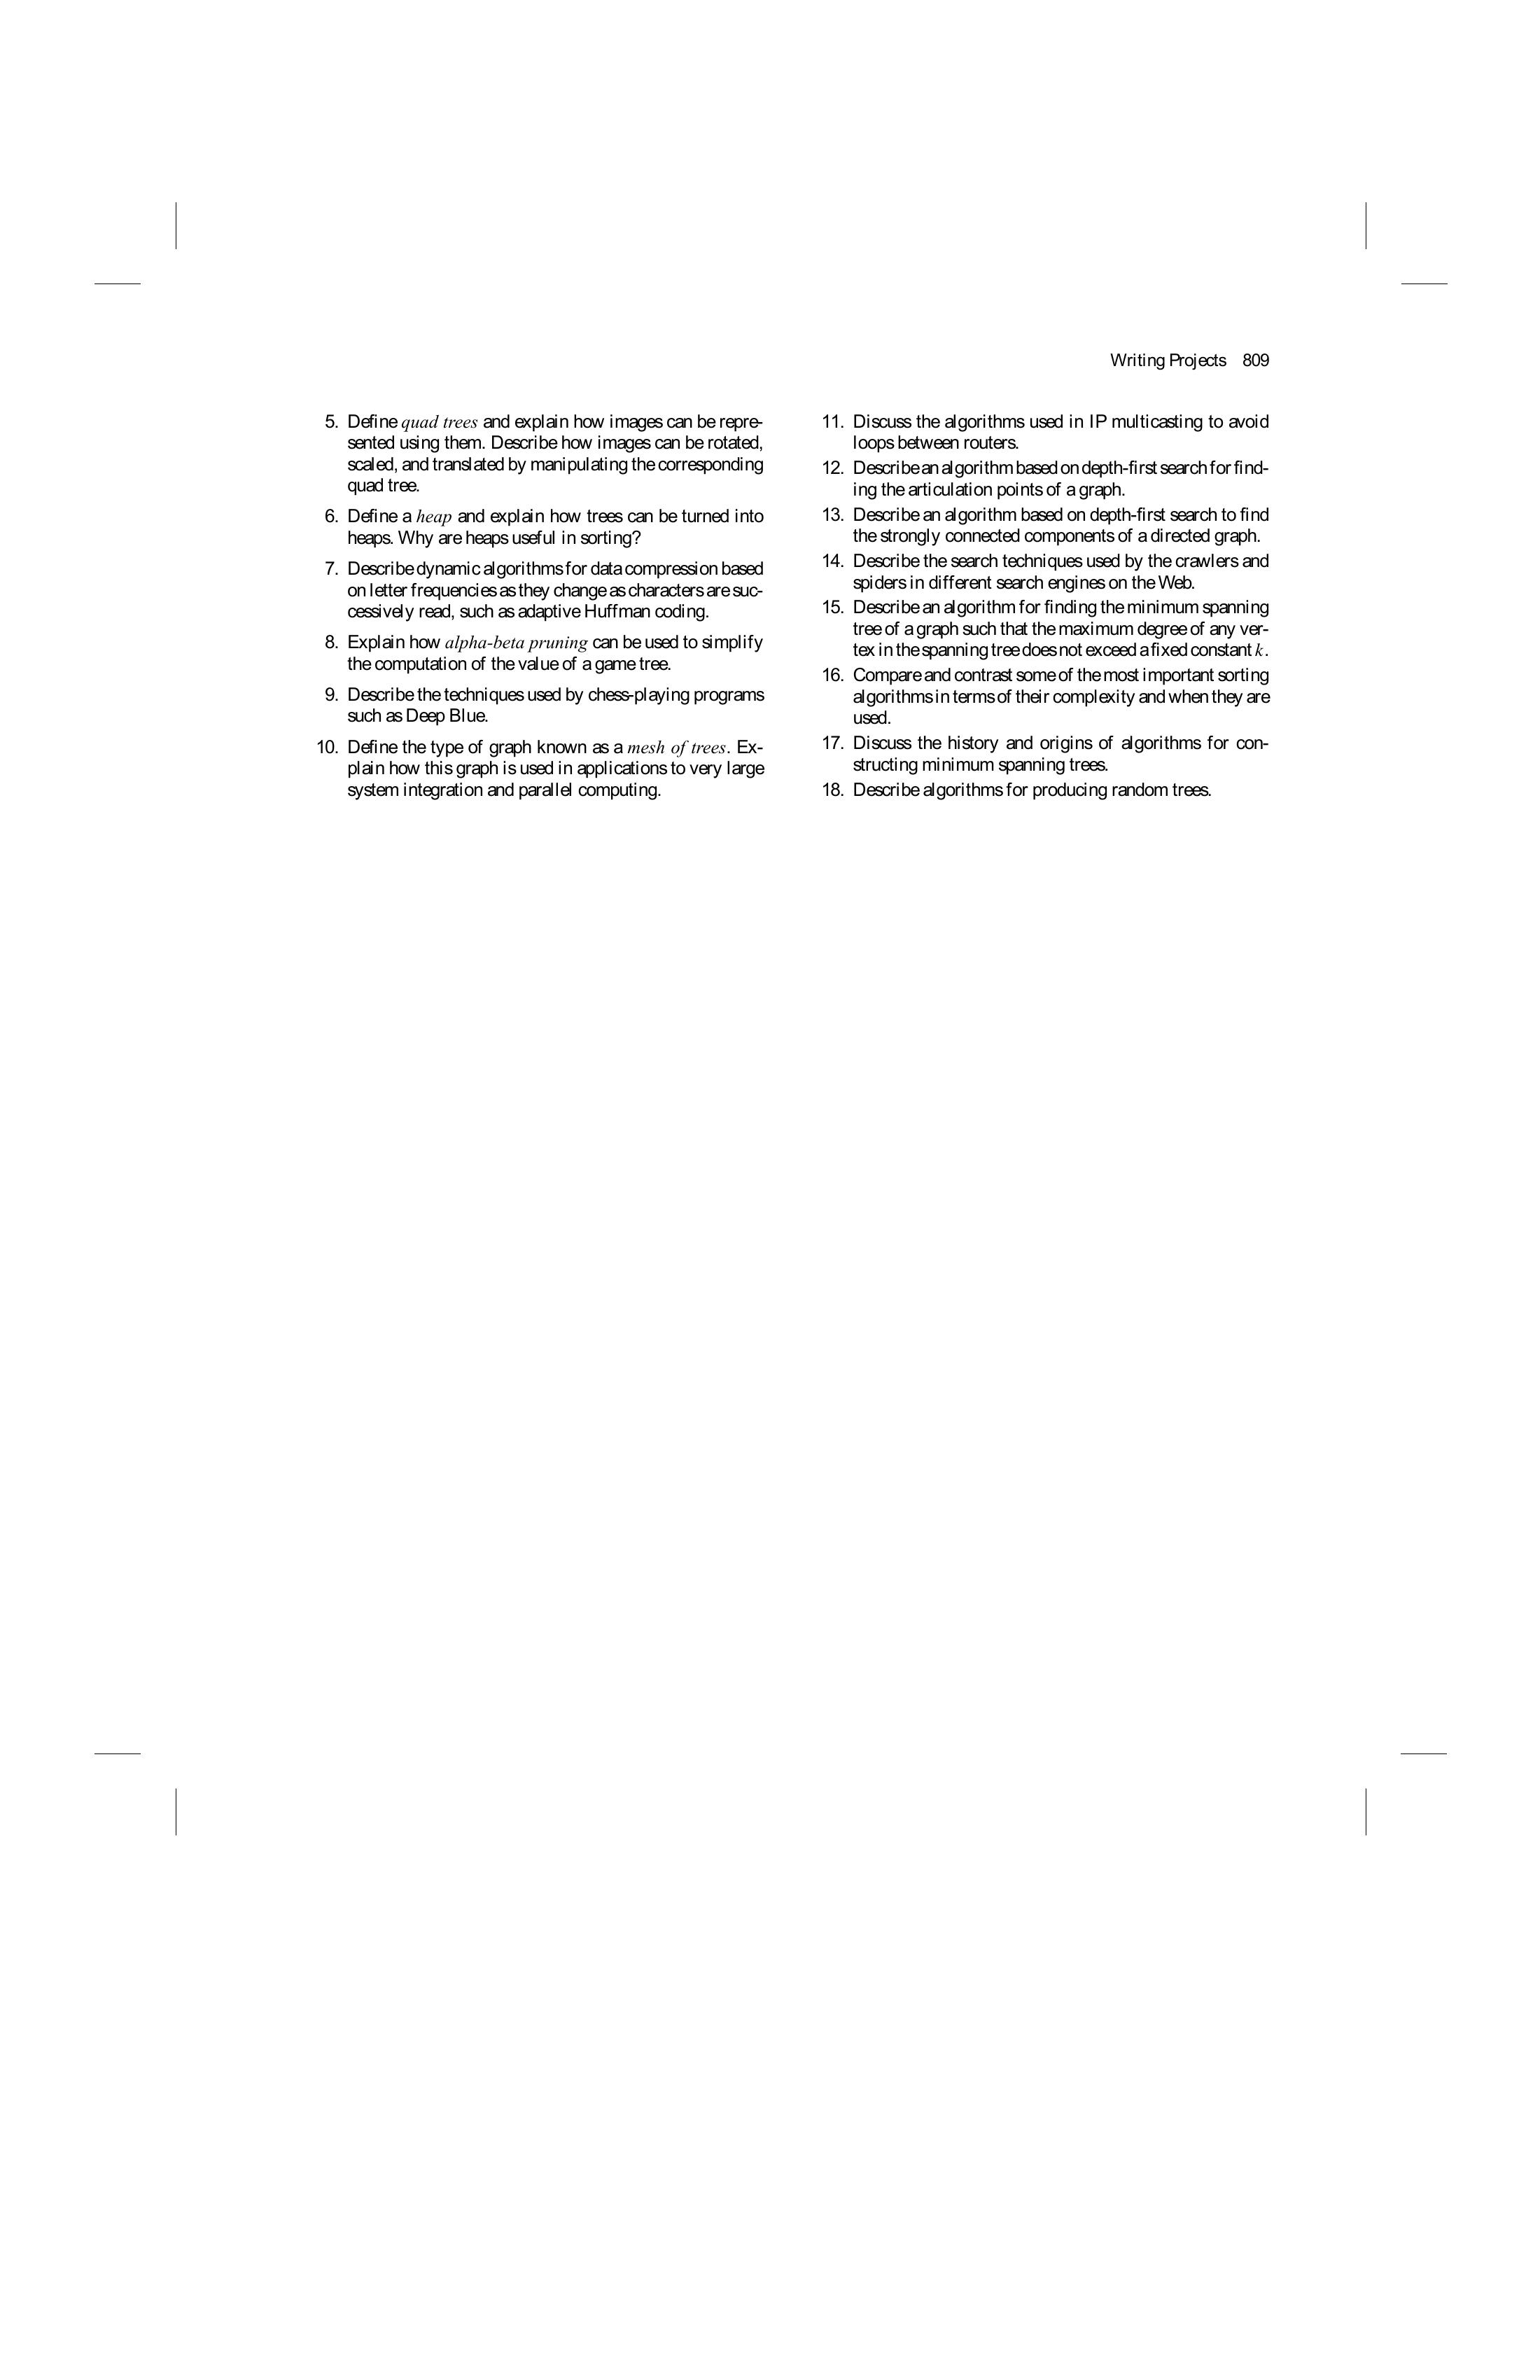 Writing Projects 809
5. Define quad trees and explain how images can be repre-
sented using them. Describe how images can be rotated,
scaled, and translated by manipulating the corresponding
quad tree.
6. Define a heap and explain how trees can be turned into
heaps. Why are heaps useful in sorting?
7. Describe dynamic algorithms for data compression based
on letter frequencies as they change as characters are suc-
cessively read, such as adaptive Huffman coding.
8. Explain how alpha-beta pruning can be used to simplify
the computation of the value of a game tree.
9. Describe the techniques used by chess-playing programs
such as Deep Blue.
10. Define the type of graph known as a mesh of trees. Ex-
plain how this graph is used in applications to very large
system integration and parallel computing.
11. Discuss the algorithms used in IP multicasting to avoid
loops between routers.
12. Describe an algorithm based on depth-first search for find-
ing the articulation points of a graph.
13. Describe an algorithm based on depth-first search to find
the strongly connected components of a directed graph.
14. Describe the search techniques used by the crawlers and
spiders in different search engines on the Web.
15. Describe an algorithm for finding the minimum spanning
tree of a graph such that the maximum degree of any ver-
tex in the spanning tree does not exceed a fixed constant k.
16. Compare and contrast some of the most important sorting
algorithms in terms of their complexity and when they are
used.
17. Discuss the history and origins of algorithms for con-
structing minimum spanning trees.
18. Describe algorithms for producing random trees.